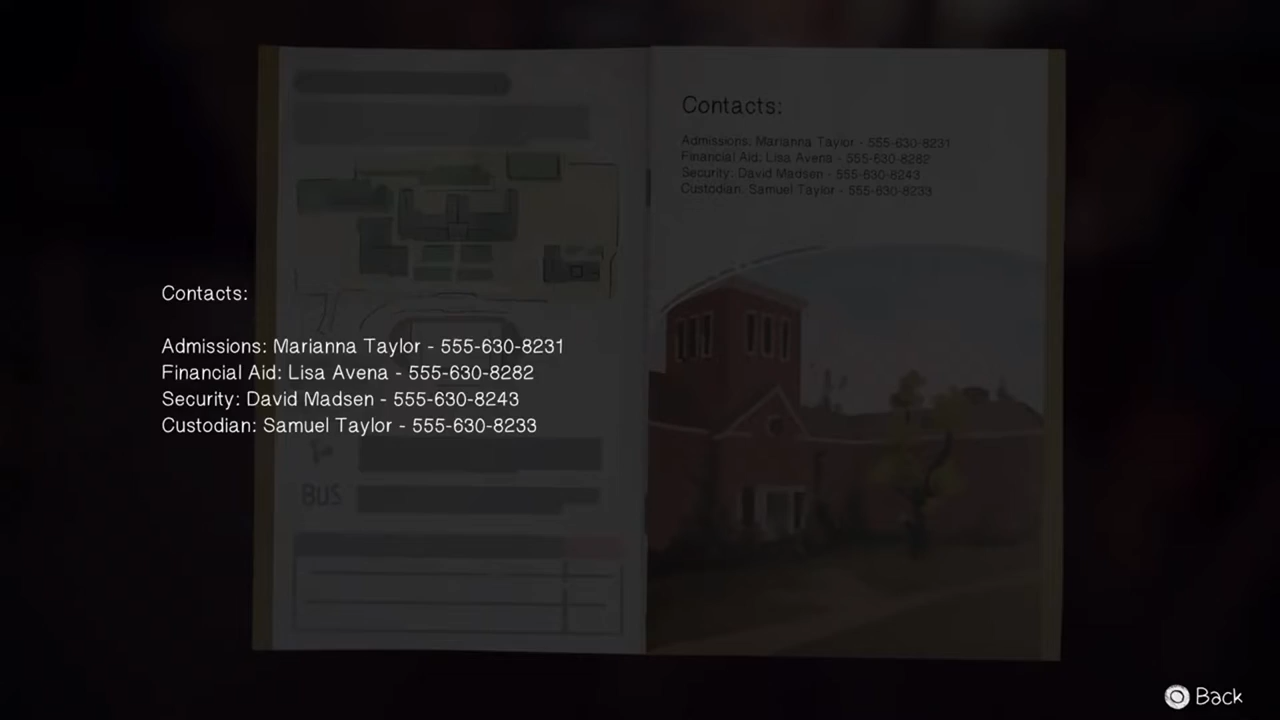 Contacts:
Admissions: Marianna Taylor - 555-630-8231
Financial Aid: Lisa Avena - 555-630-8282
Security: David Madsen - 555-630-8243
Custodian: Samuel Taylor - 555-630-8233
BUS
Contacts:
Admissions: Marianna Taylor - 555-630-8231
Financial Aid: Lisa Avena - 555-630-8282
Security: David Madsen - 555-630-8243
Custodian: Samuel Taylor - 555-630-8233
Back